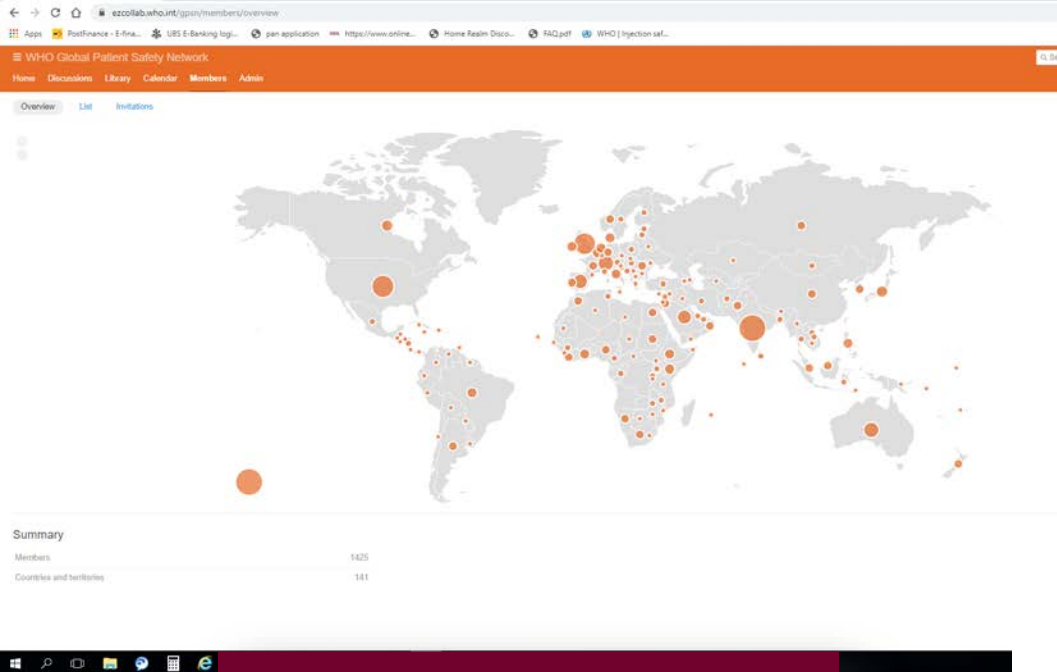 ezcollab.who.int/gpsn/members/overview
Apps PostFinance - E-fina... UBS E-Banking logi... pan application https://www.online... Home Realm Disco... FAQ.pdf WHO | Injection saf...
WHO Global Patient Safety Network
Home Discussions Library Calendar Members Admin
Overview List Invitations
Summary
Members 1425
Countries and territories 141